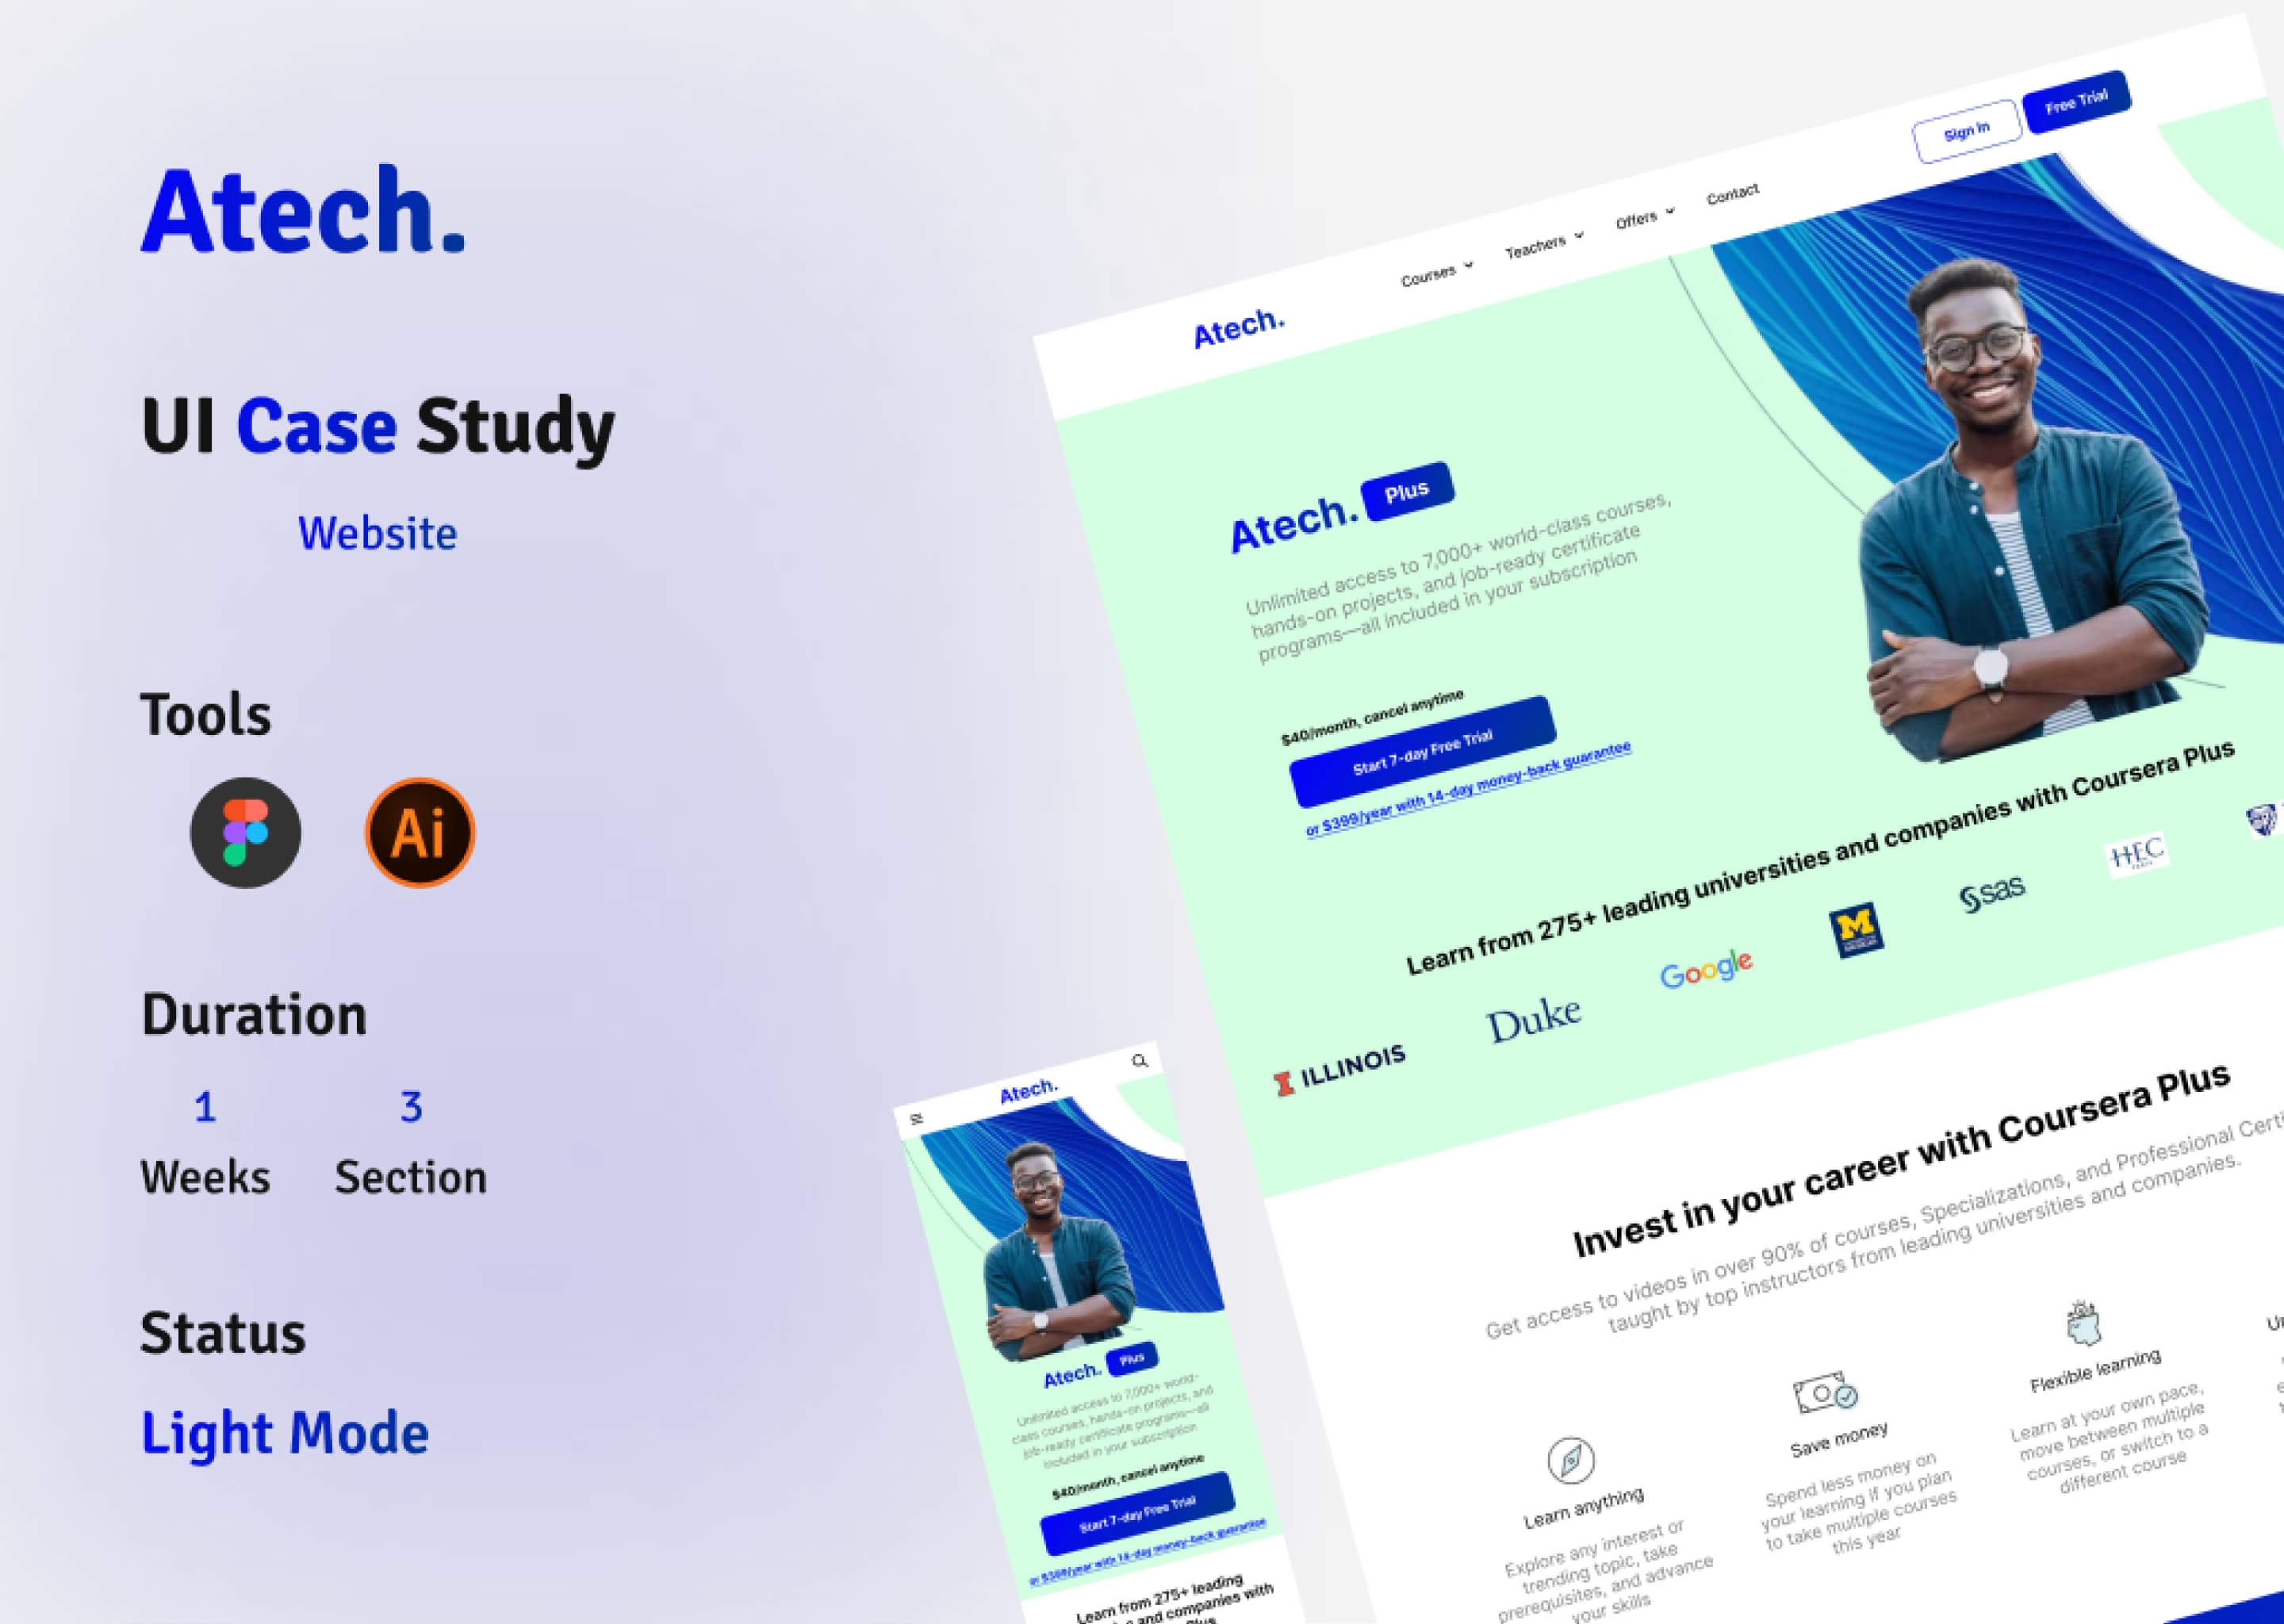 Atech.
UI Case Study
Website
Tools
Ai
Duration
1
Weeks
3
Section
Status
Light Mode
Atech.
Courses
Teachers
Offers
Contact
Sign in
Free Trial
Atech. Plus
Unlimited access to 7,000+ world-class courses,
hands-on projects, and job-ready certificate
programs—all included in your subscription
$40/month, cancel anytime
Start 7-day Free Trial
or $399/year with 14-day money-back guarantee
Learn from 275+ leading universities and companies with Coursera Plus
ILLINOIS
Duke
Google
M
sas
HEC
Invest in your career with Coursera Plus
Get access to videos in over 90% of courses, Specializations, and Professional Certi
taught by top instructors from leading universities and companies.
Learn anything
Explore any interest or
trending topic, take
prerequisites, and advance
your skills
Save money
Spend less money on
your learning if you plan
to take multiple courses
this year
Flexible learning
Learn at your own pace,
move between multiple
courses, or switch to a
different course
Atech.
Atech. Plus
Unlimited access to 7,000+ world-
class courses, hands-on projects, and
job-ready certificate programs—all
included in your subscription
$40/month, cancel anytime
Start 7-day Free Trial
or $399/year with 14-day money-back guarantee
Learn from 275+ leading
and companies with
Plus